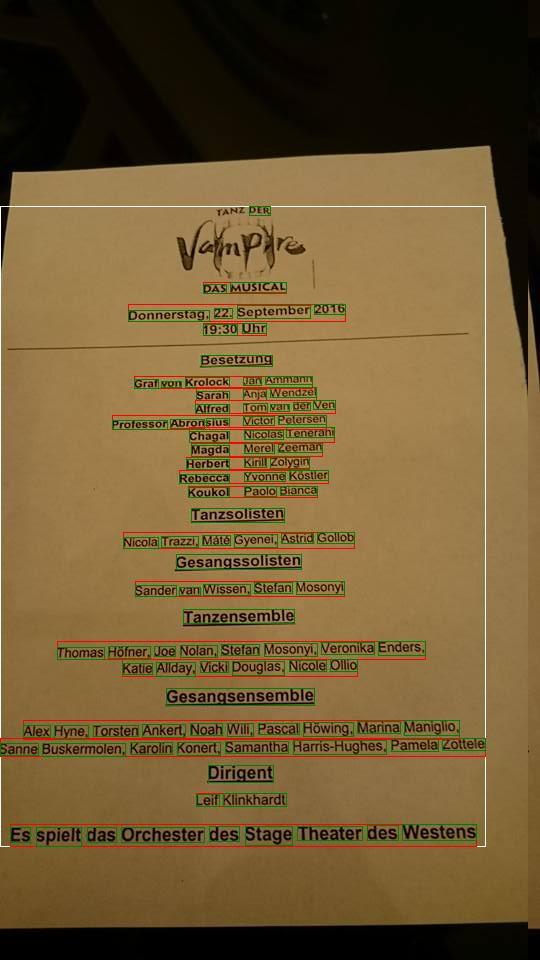 TANZ DER
Vampire
DAS MUSICAL
Donnerstag, 22. September 2016
19:30 Uhr
Besetzung
Graf von Krolock Jan Ammann
Sarah Anja Wendzel
Alfred Tom van der Ven
Professor Abronsius Victor Petersen
Chagal Nicolas Tenerani
Magda Merel Zeeman
Herbert Kirill Zolygin
Rebecca Yvonne Köstler
Koukol Paolo Bianca
Tanzsolisten
Nicola Trazzi, Máté Gyenei, Astrid Gollob
Gesangssolisten
Sander van Wissen, Stefan Mosonyi
Tanzensemble
Thomas Höfner, Joe Nolan, Stefan Mosonyi, Veronika Enders,
Katie Allday, Vicki Douglas, Nicole Ollio
Gesangsensemble
Alex Hyne, Torsten Ankert, Noah Wili, Pascal Höwing, Marina Maniglio,
Sanne Buskermolen, Karolin Konert, Samantha Harris-Hughes, Pamela Zottele
Dirigent
Leif Klinkhardt
Es spielt das Orchester des Stage Theater des Westens